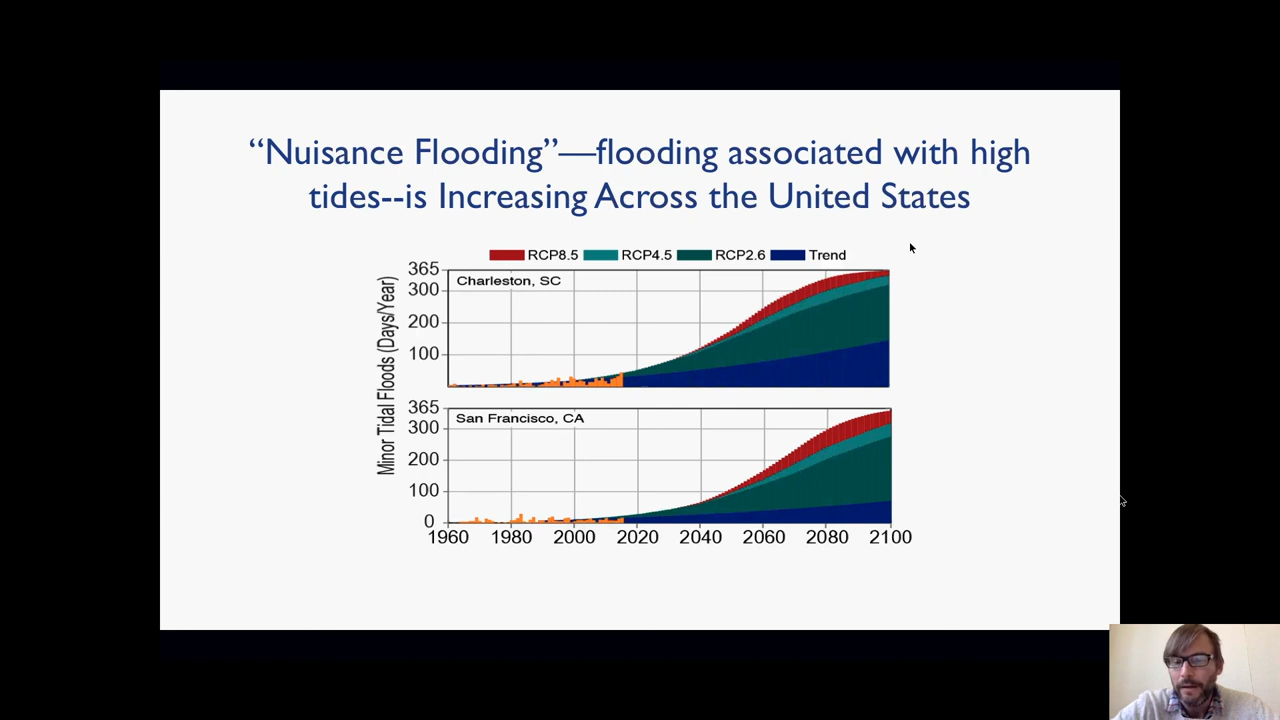 “Nuisance Flooding”—flooding associated with high
tides--is Increasing Across the United States
RCP8.5 RCP4.5 RCP2.6 Trend
Minor Tidal Floods (Days/Year)
365
300
200
100
Charleston, SC
365
300
200
100
0
San Francisco, CA
1960 1980 2000 2020 2040 2060 2080 2100